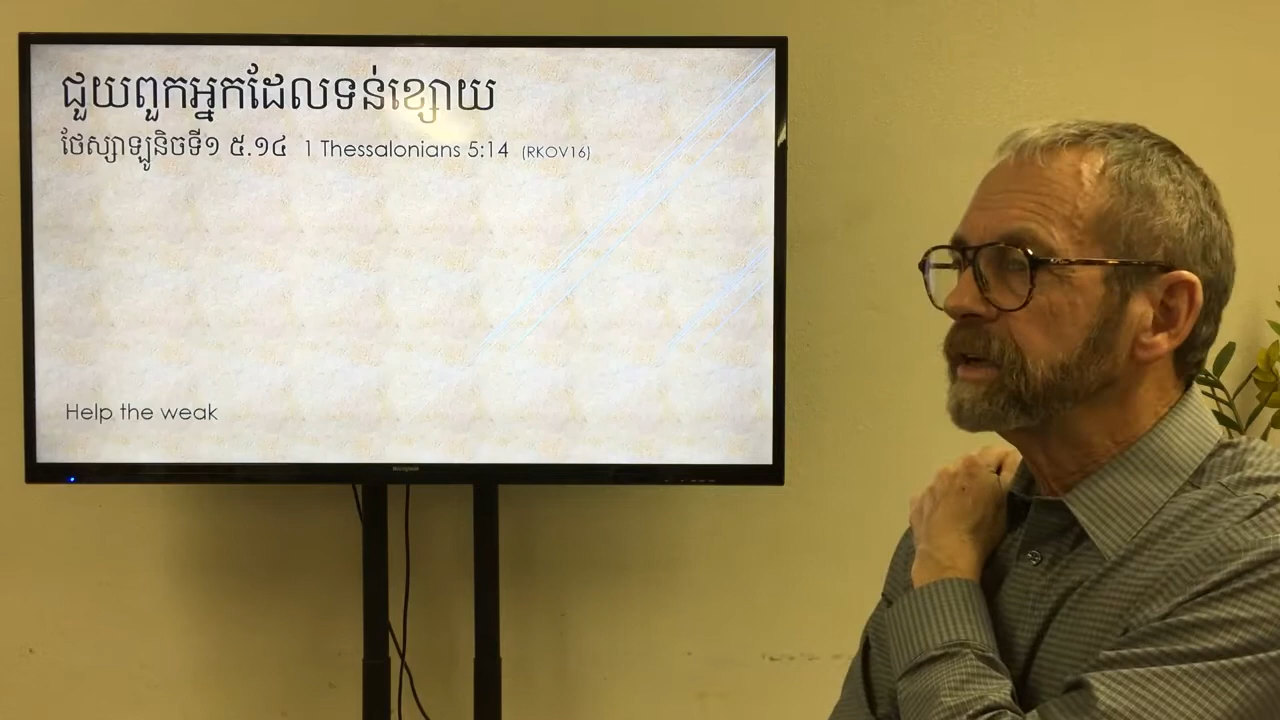 ជួយពួកអ្នកដែលទន់ខ្សោយ
ថែស្សាឡូនិចទី១ ៥.១៤ 1 Thessalonians 5:14 (RKOV16)
Help the weak